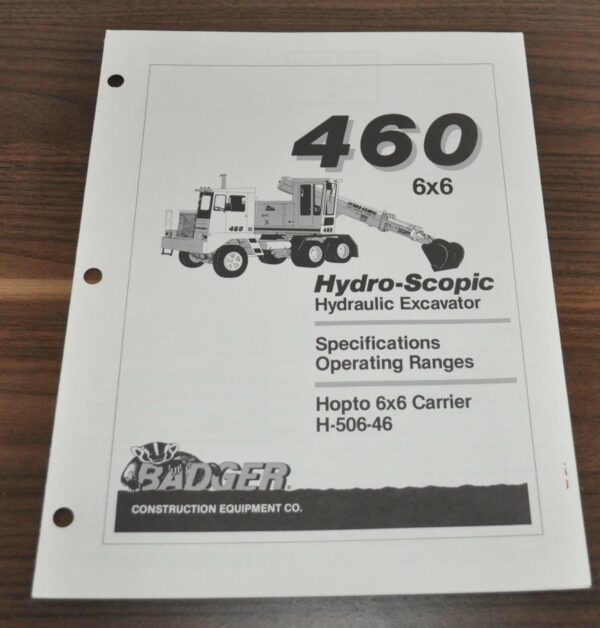 460
6x6
HYDRO-SCOPIC
460
460
Hydro-Scopic
Hydraulic Excavator
Specifications
Operating Ranges
Hopto 6x6 Carrier
H-506-46
BADGER®
CONSTRUCTION EQUIPMENT CO.